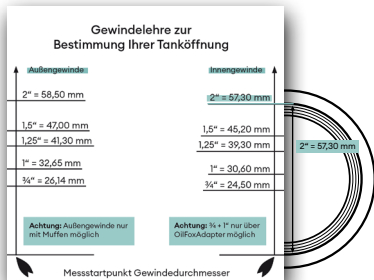 Gewindelehre zur
Bestimmung Ihrer Tanköffnung
Außengewinde
2“ = 58,50 mm
1,5“ = 47,00 mm
1,25“ = 41,30 mm
1“ = 32,65 mm
¾“ = 26,14 mm
Achtung: Außengewinde nur
mit Muffen möglich
Innengewinde
2“ = 57,30 mm
1,5“ = 45,20 mm
1,25“ = 39,30 mm
1“ = 30,60 mm
¾“ = 24,50 mm
Achtung: ¾ + 1“ nur über
OilFoxAdapter möglich
2“ = 57,30 mm
Messstartpunkt Gewindedurchmesser